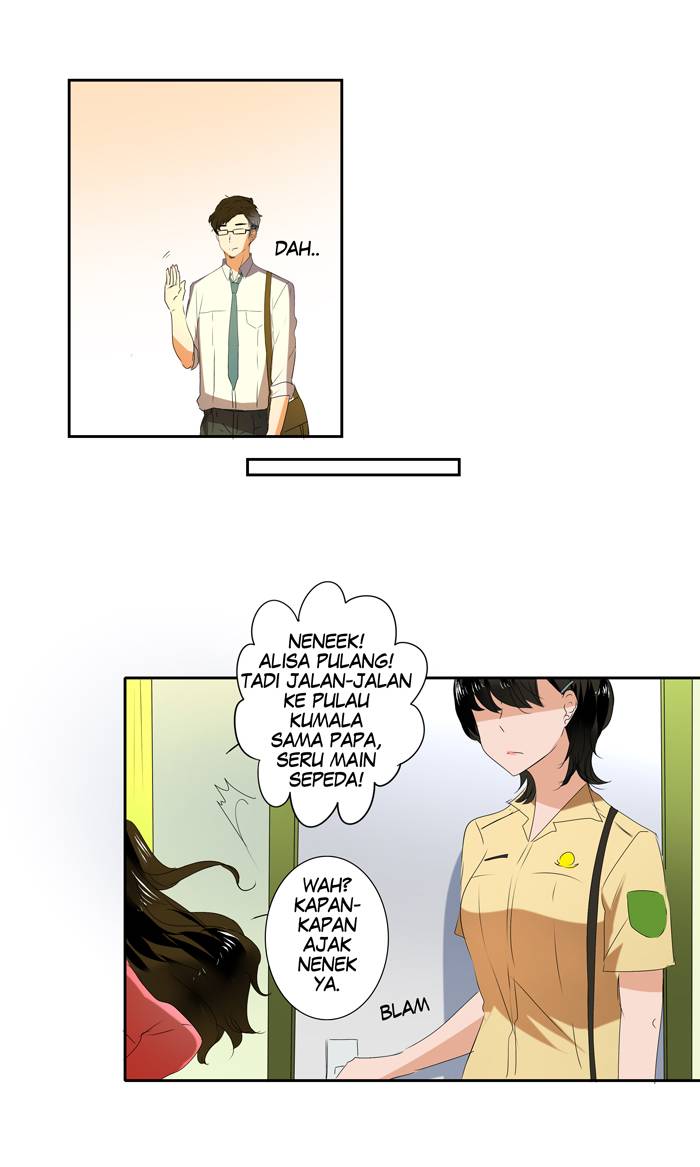 DAH..
NENEEK!
ALISA PULANG!
TADI JALAN-JALAN
KE PULAU
KUMALA
SAMA PAPA,
SERU MAIN
SEPEDA!
WAH?
KAPAN-
KAPAN
AJAK
NENEK
YA.
BLAM